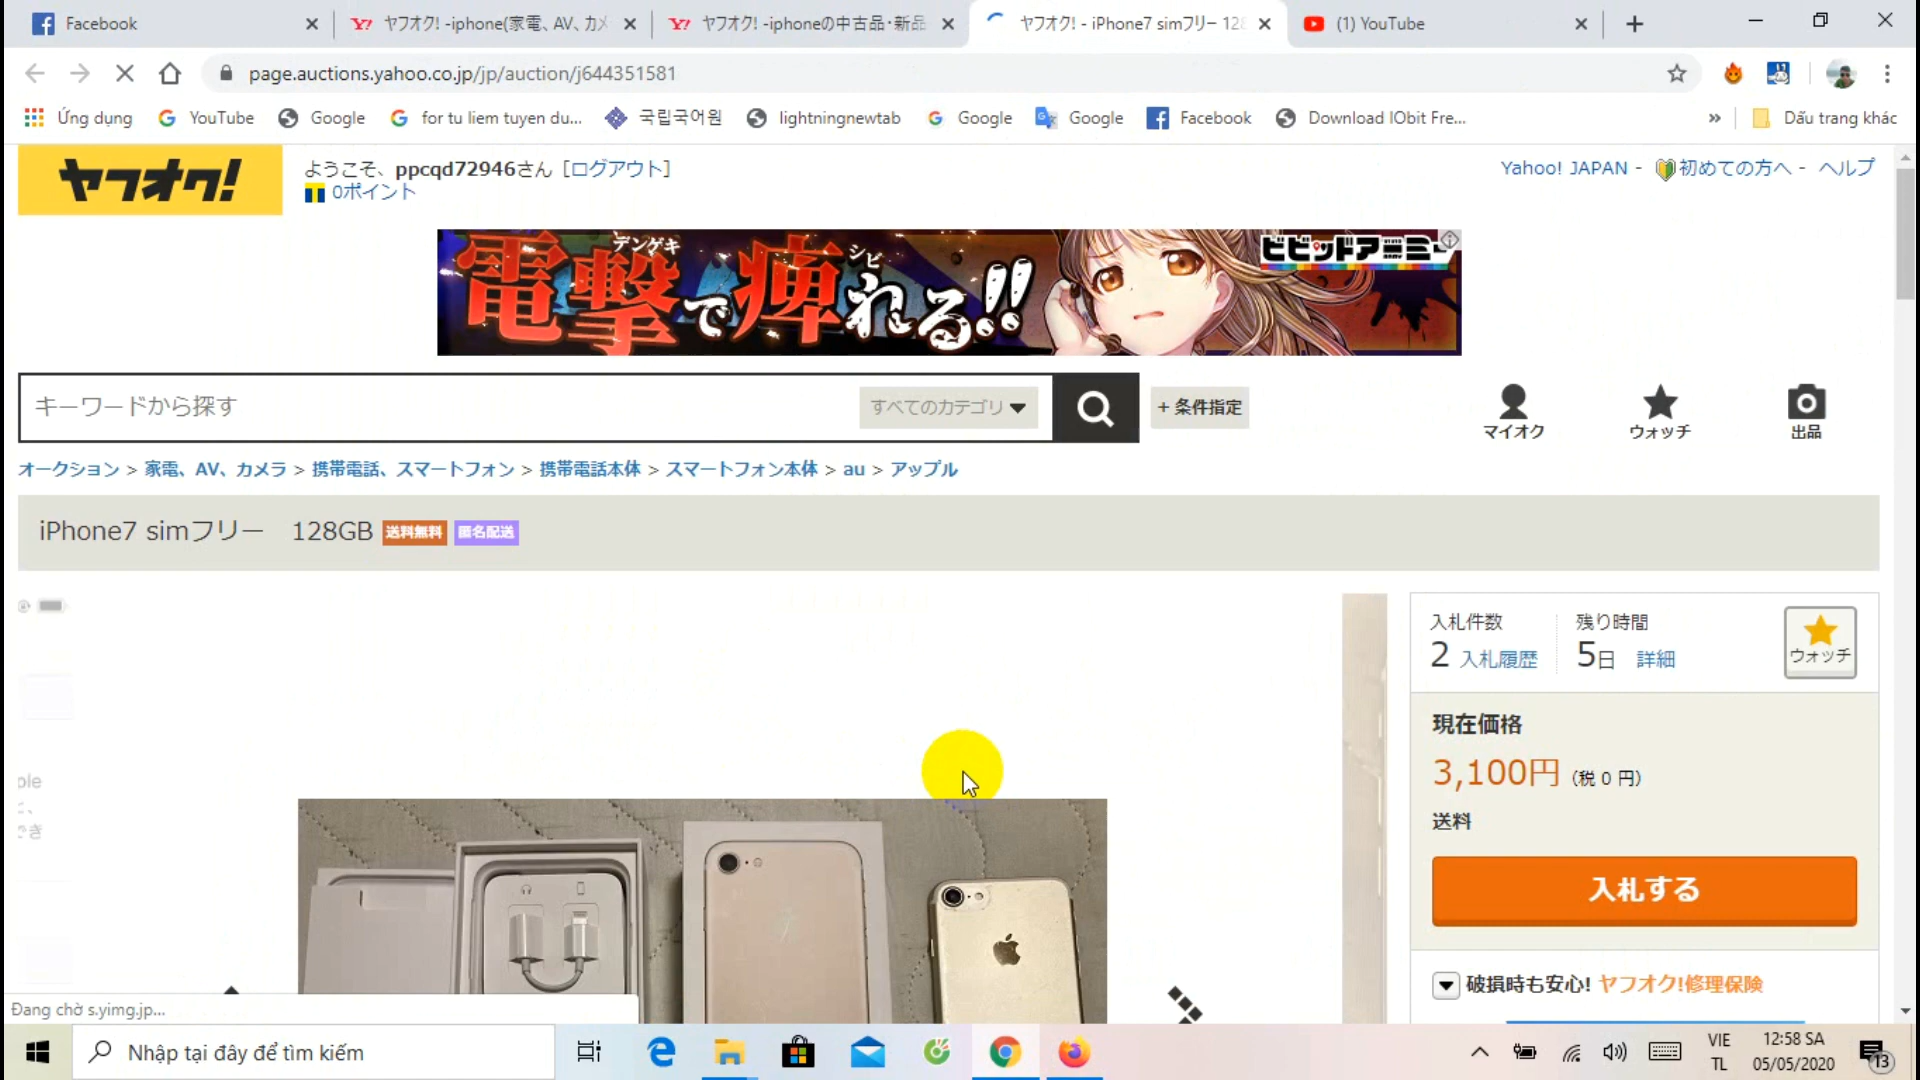 Facebook
ヤフオク! -iphone(家電、AV、カメ
ヤフオク! -iphoneの中古品・新品
ヤフオク! - iPhone7 simフリー 128
(1) YouTube
page.auctions.yahoo.co.jp/jp/auction/j644351581
Ứng dụng
YouTube
Google
for tu liem tuyen du...
국립국어원
lightningnewtab
Google
Google
Facebook
Download IObit Fre...
»
Dấu trang khác
ヤフオク!
ようこそ、ppcqd72946さん [ログアウト]
0ポイント
Yahoo! JAPAN - 初めての方へ - ヘルプ
デンゲキ
シビ
電撃で痺れる!!
ビビッドアーミー
キーワードから探す
すべてのカテゴリ
+ 条件指定
マイオク
ウォッチ
出品
オークション > 家電、AV、カメラ > 携帯電話、スマートフォン > 携帯電話本体 > スマートフォン本体 > au > アップル
iPhone7 simフリー　128GB 送料無料 匿名配送
入札件数
2 入札履歴
残り時間
5日 詳細
ウォッチ
現在価格
3,100円 (税 0 円)
送料
入札する
破損時も安心! ヤフオク!修理保険
ple
Đang chờ s.yimg.jp...
Nhập tại đây để tìm kiếm
VIE
TL
12:58 SA
05/05/2020
13